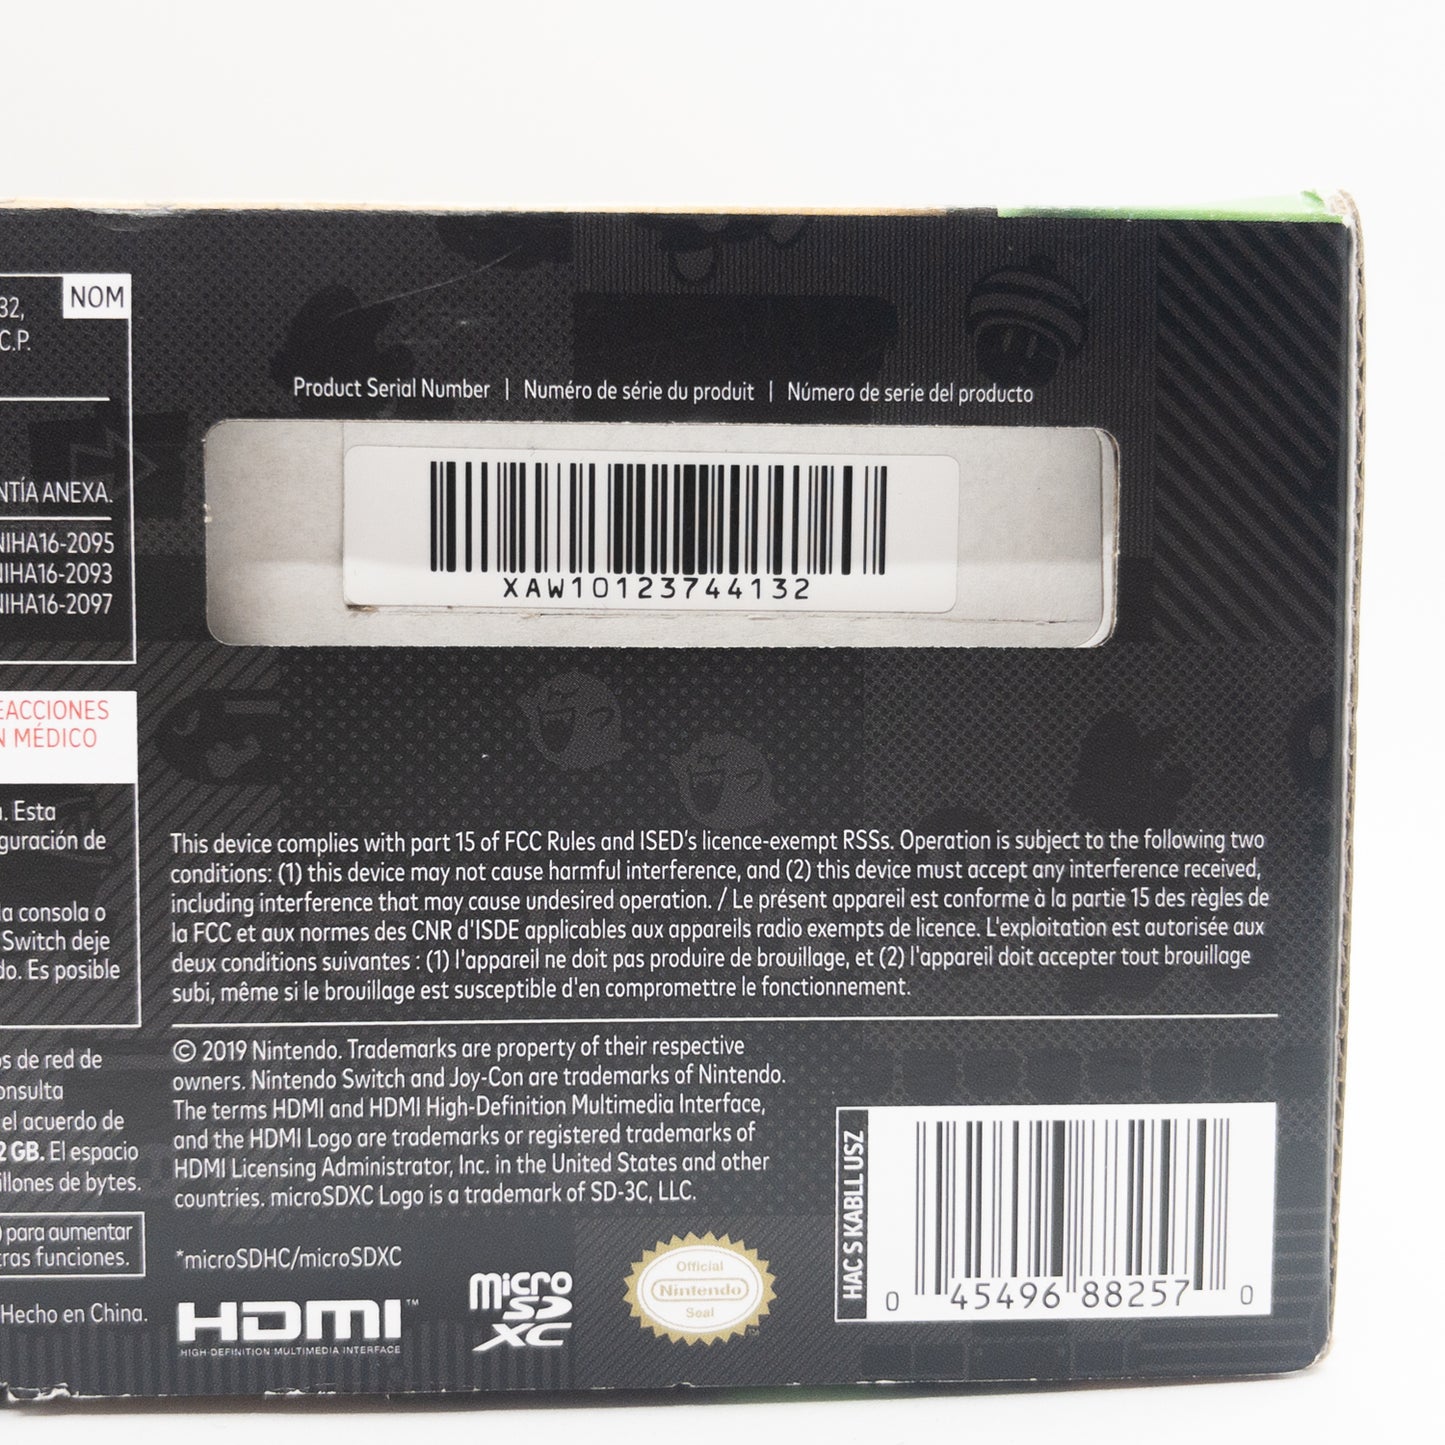 NOM
32,
C.P.
NTÍA ANEXA.
NIHA16-2095
NIHA16-2093
NIHA16-2097
EACCIONES
N MÉDICO
a. Esta
guración de
la consola o
Switch deje
do. Es posible
os de red de
onsulta
el acuerdo de
2 GB. El espacio
illones de bytes.
) para aumentar
tras funciones.
Hecho en China.
Product Serial Number | Numéro de série du produit | Número de serie del producto
XAW10123744132
This device complies with part 15 of FCC Rules and ISED's licence-exempt RSSs. Operation is subject to the following two
conditions: (1) this device may not cause harmful interference, and (2) this device must accept any interference received,
including interference that may cause undesired operation. / Le présent appareil est conforme à la partie 15 des règles de
la FCC et aux normes des CNR d'ISDE applicables aux appareils radio exempts de licence. L'exploitation est autorisée aux
deux conditions suivantes : (1) l'appareil ne doit pas produire de brouillage, et (2) l'appareil doit accepter tout brouillage
subi, même si le brouillage est susceptible d'en compromettre le fonctionnement.
© 2019 Nintendo. Trademarks are property of their respective
owners. Nintendo Switch and Joy-Con are trademarks of Nintendo.
The terms HDMI and HDMI High-Definition Multimedia Interface,
and the HDMI Logo are trademarks or registered trademarks of
HDMI Licensing Administrator, Inc. in the United States and other
countries. microSDXC Logo is a trademark of SD-3C, LLC.
*microSDHC/microSDXC
HDMI™
HIGH-DEFINITION MULTIMEDIA INTERFACE
micro
SD
XC
Official
Nintendo
Seal
™
HAC S KABLL USZ
0 45496 88257 0